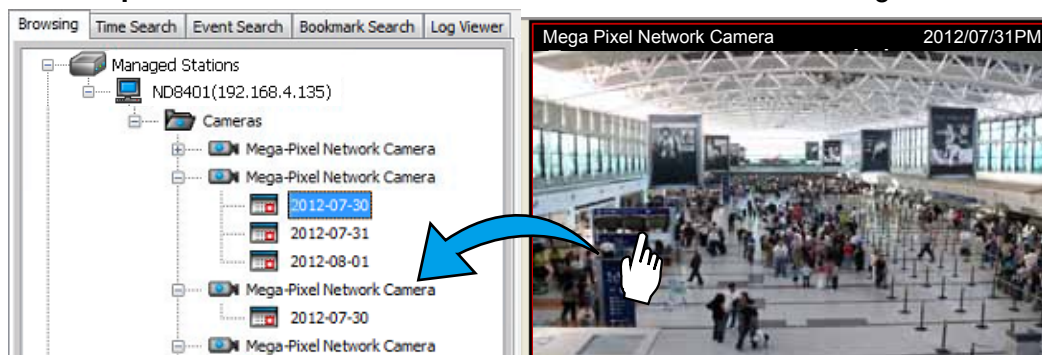 Browsing
Time Search
Event Search
Bookmark Search
Log Viewer
Managed Stations
ND8401(192.168.4.135)
Cameras
Mega-Pixel Network Camera
Mega-Pixel Network Camera
2012-07-30
2012-07-31
2012-08-01
Mega-Pixel Network Camera
2012-07-30
Mega-Pixel Network Camera
Mega Pixel Network Camera
2012/07/31PM